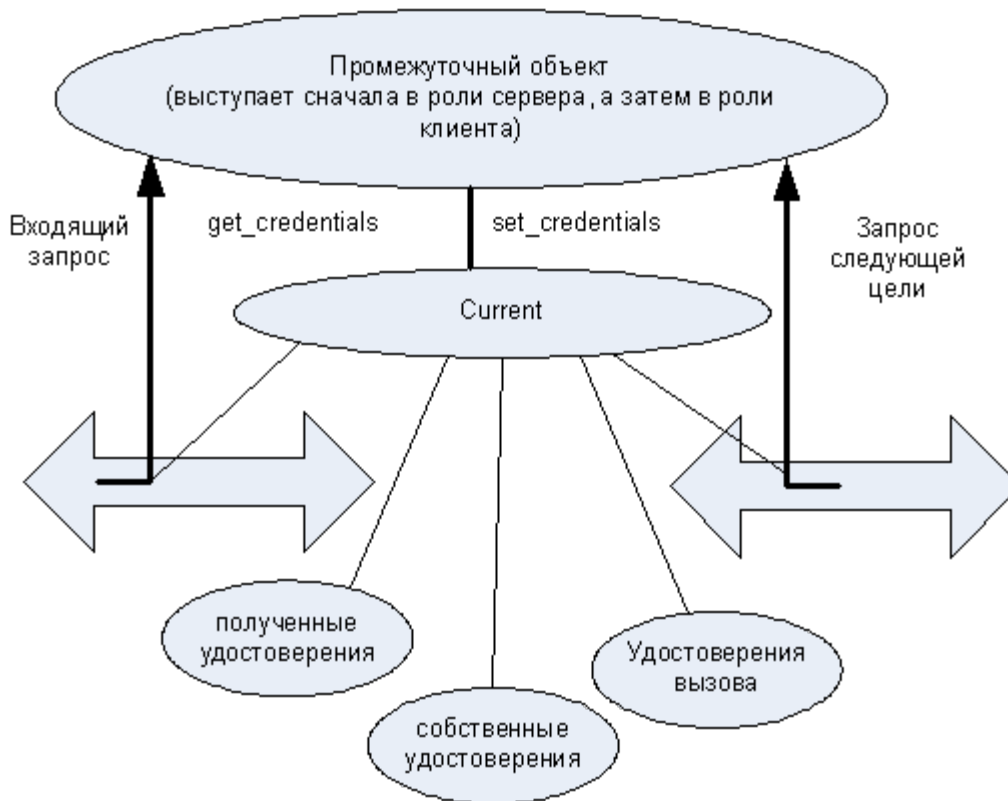 Промежуточный объект
(выступает сначала в роли сервера, а затем в роли
клиента)
Входящий
запрос
get_credentials
set_credentials
Запрос
следующей
цели
Current
полученные
удостоверения
собственные
удостоверения
Удостоверения
вызова